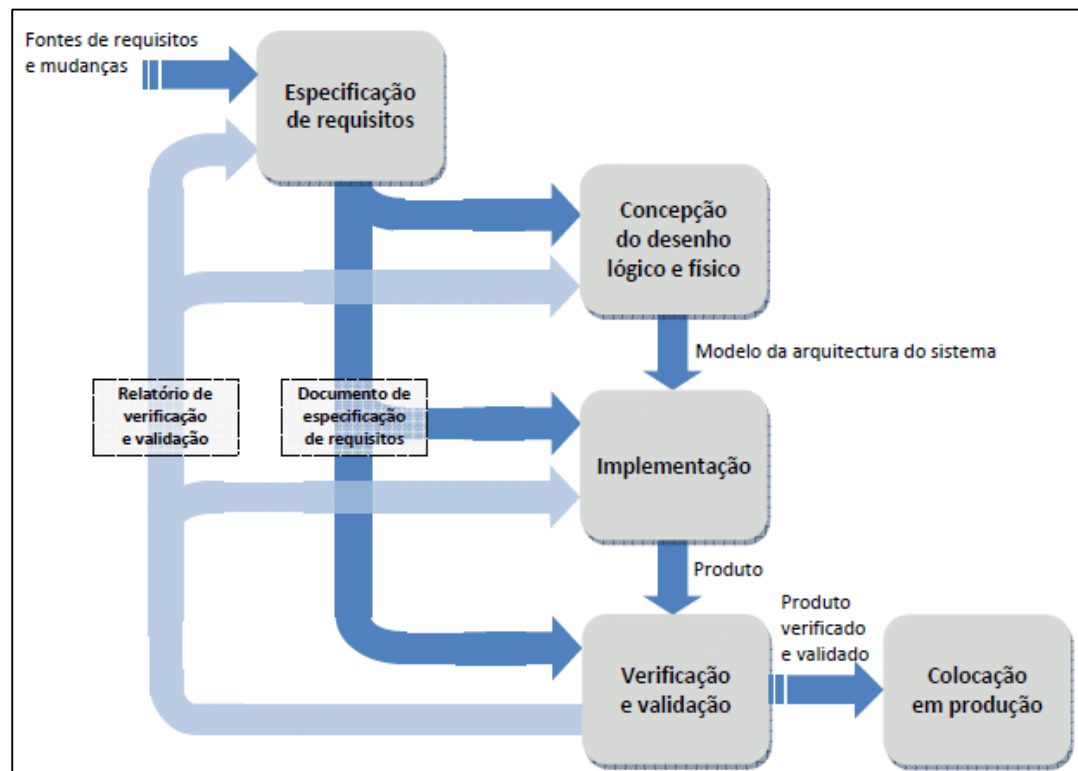 Fontes de requisitos
e mudanças
Especificação
de requisitos
Concepção
do desenho
lógico e físico
Modelo da arquitectura do sistema
Relatório de
verificação
e validação
Documento de
especificação
de requisitos
Implementação
Produto
Produto
verificado
e validado
Verificação
e validação
Colocação
em produção